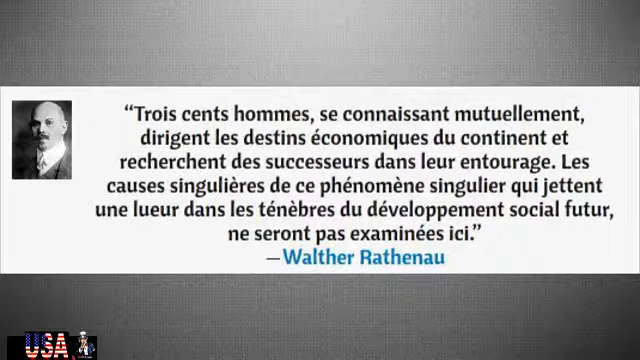 “Trois cents hommes, se connaissant mutuellement,
dirigent les destins économiques du continent et
recherchent des successeurs dans leur entourage. Les
causes singulières de ce phénomène singulier qui jettent
une lueur dans les ténèbres du développement social futur,
ne seront pas examinées ici.”
—Walther Rathenau
USA